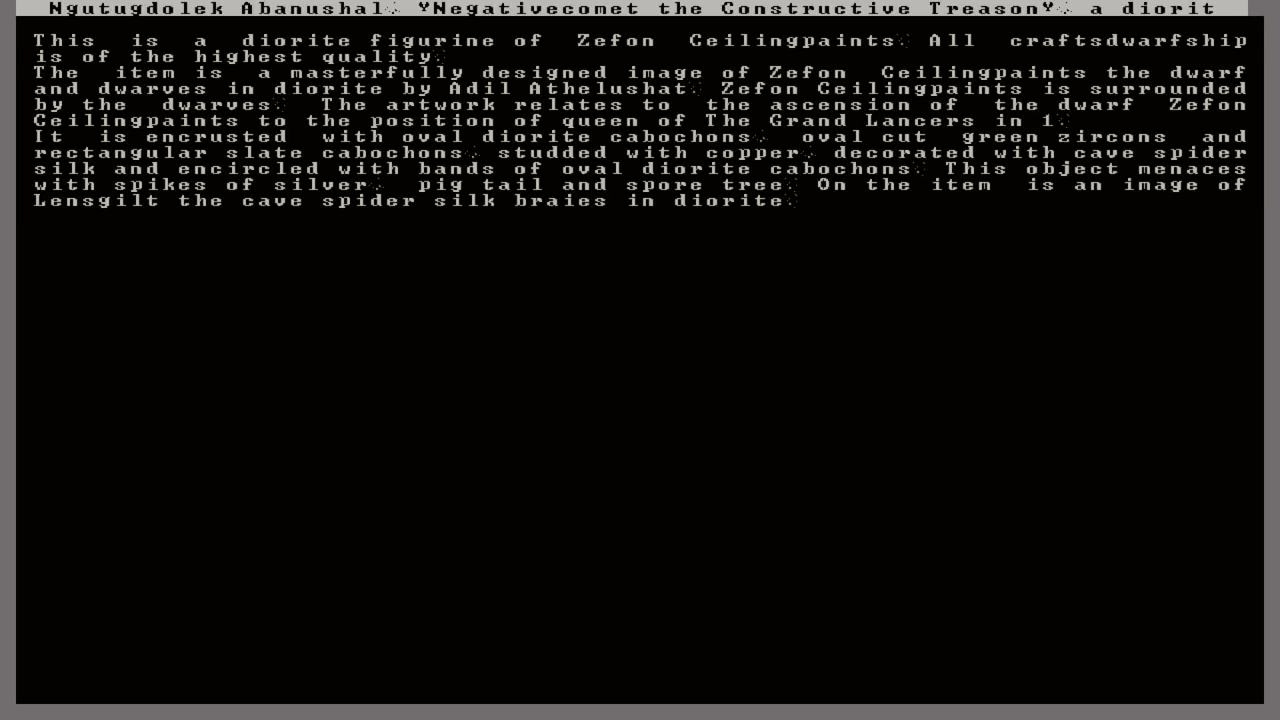 Ngutugdolek Abanushal, "Negativecomet the Constructive Treason", a diorit
This is a diorite figurine of Zefon Ceilingpaints. All craftsdwarfship
is of the highest quality.
The item is a masterfully designed image of Zefon Ceilingpaints the dwarf
and dwarves in diorite by Adil Athelushat. Zefon Ceilingpaints is surrounded
by the dwarves. The artwork relates to the ascension of the dwarf Zefon
Ceilingpaints to the position of queen of The Grand Lancers in 1.
It is encrusted with oval diorite cabochons, oval cut green zircons and
rectangular slate cabochons, studded with copper, decorated with cave spider
silk and encircled with bands of oval diorite cabochons. This object menaces
with spikes of silver, pig tail and spore tree. On the item is an image of
Lensgilt the cave spider silk braies in diorite.